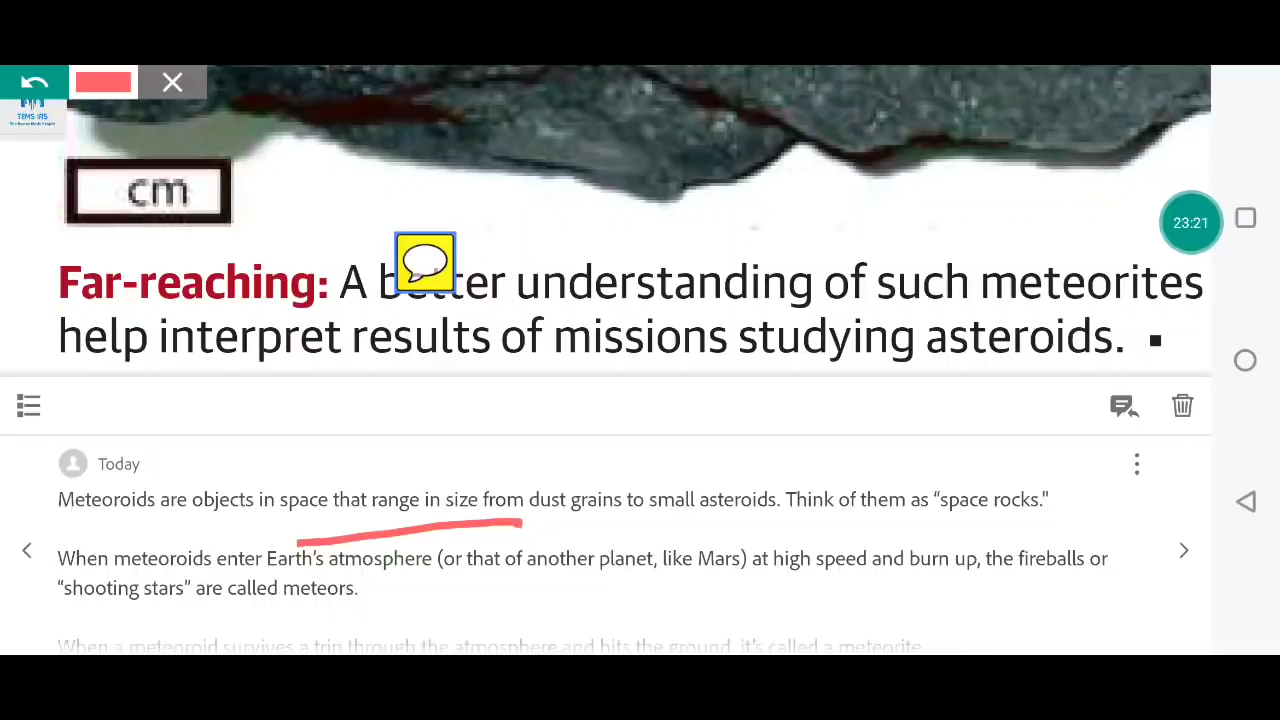 TEMS IAS
cm
23:21
Far-reaching: A better understanding of such meteorites
help interpret results of missions studying asteroids. ▪
Today
Meteoroids are objects in space that range in size from dust grains to small asteroids. Think of them as “space rocks.”
When meteoroids enter Earth’s atmosphere (or that of another planet, like Mars) at high speed and burn up, the fireballs or
“shooting stars” are called meteors.
When a meteoroid survives a trip through the atmosphere and hits the ground, it’s called a meteorite.